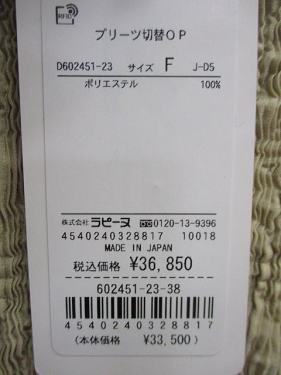 RFID
プリーツ切替OP
D602451-23 サイズ F J-D5
ポリエステル 100%
株式会社 ラピーヌ 0120-13-9396
4540240328817 10018
MADE IN JAPAN
税込価格 ¥36,850
602451-23-38
4540240328817
(本体価格 ¥33,500)